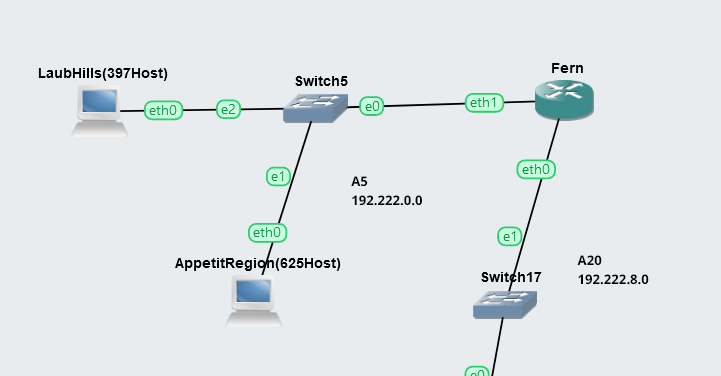 Fern
LaubHills(397Host)
Switch5
eth0
e2
e0
eth1
eth0
e1
A5
192.222.0.0
eth0
e1
AppetitRegion(625Host)
A20
192.222.8.0
Switch17
e0